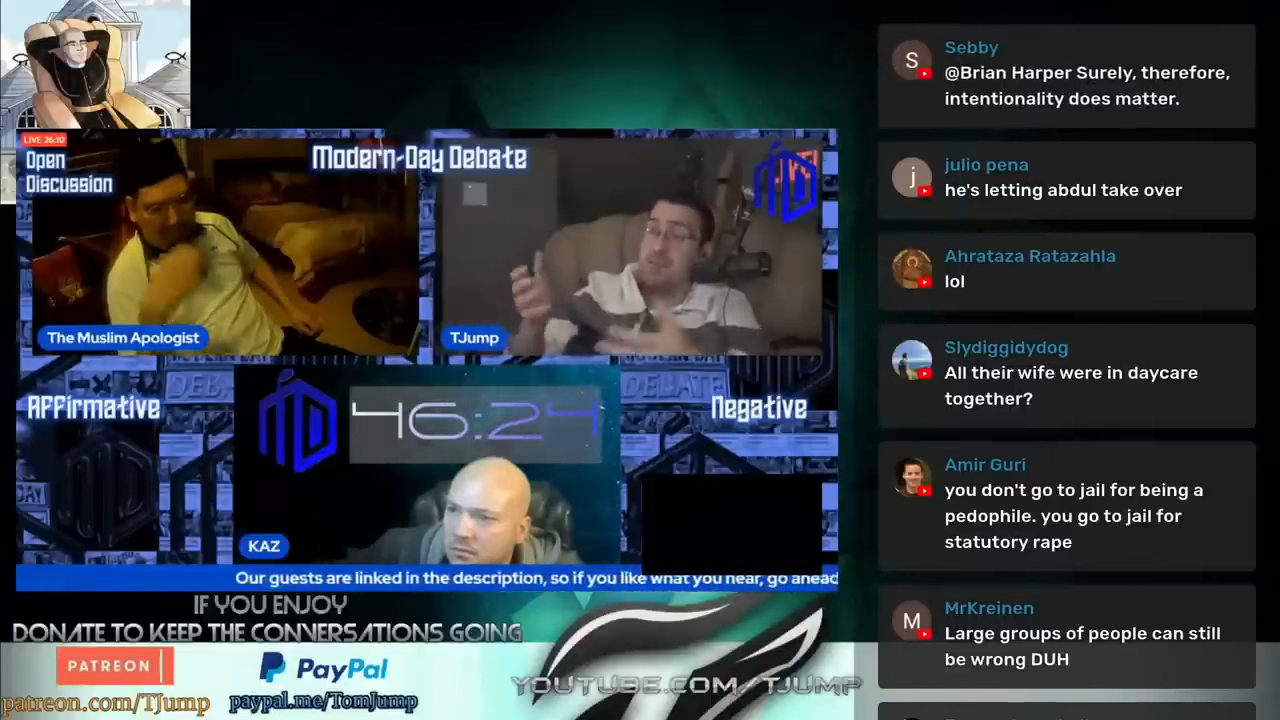 LIVE 26:10
Open
Discussion
Modern-Day Debate
The Muslim Apologist
TJump
Affirmative
Negative
DEBATE
46:24
KAZ
Our guests are linked in the description, so if you like what you hear, go ahead
IF YOU ENJOY
DONATE TO KEEP THE CONVERSATIONS GOING
PATREON
PayPal
patreon.com/TJump
paypal.me/TomJump
YOUTUBE.COM/TJUMP
S
Sebby
@Brian Harper Surely, therefore,
intentionality does matter.
j
julio pena
he's letting abdul take over
Ahrataza Ratazahla
lol
Slydiggidydog
All their wife were in daycare
together?
Amir Guri
you don't go to jail for being a
pedophile. you go to jail for
statutory rape
M
MrKreinen
Large groups of people can still
be wrong DUH